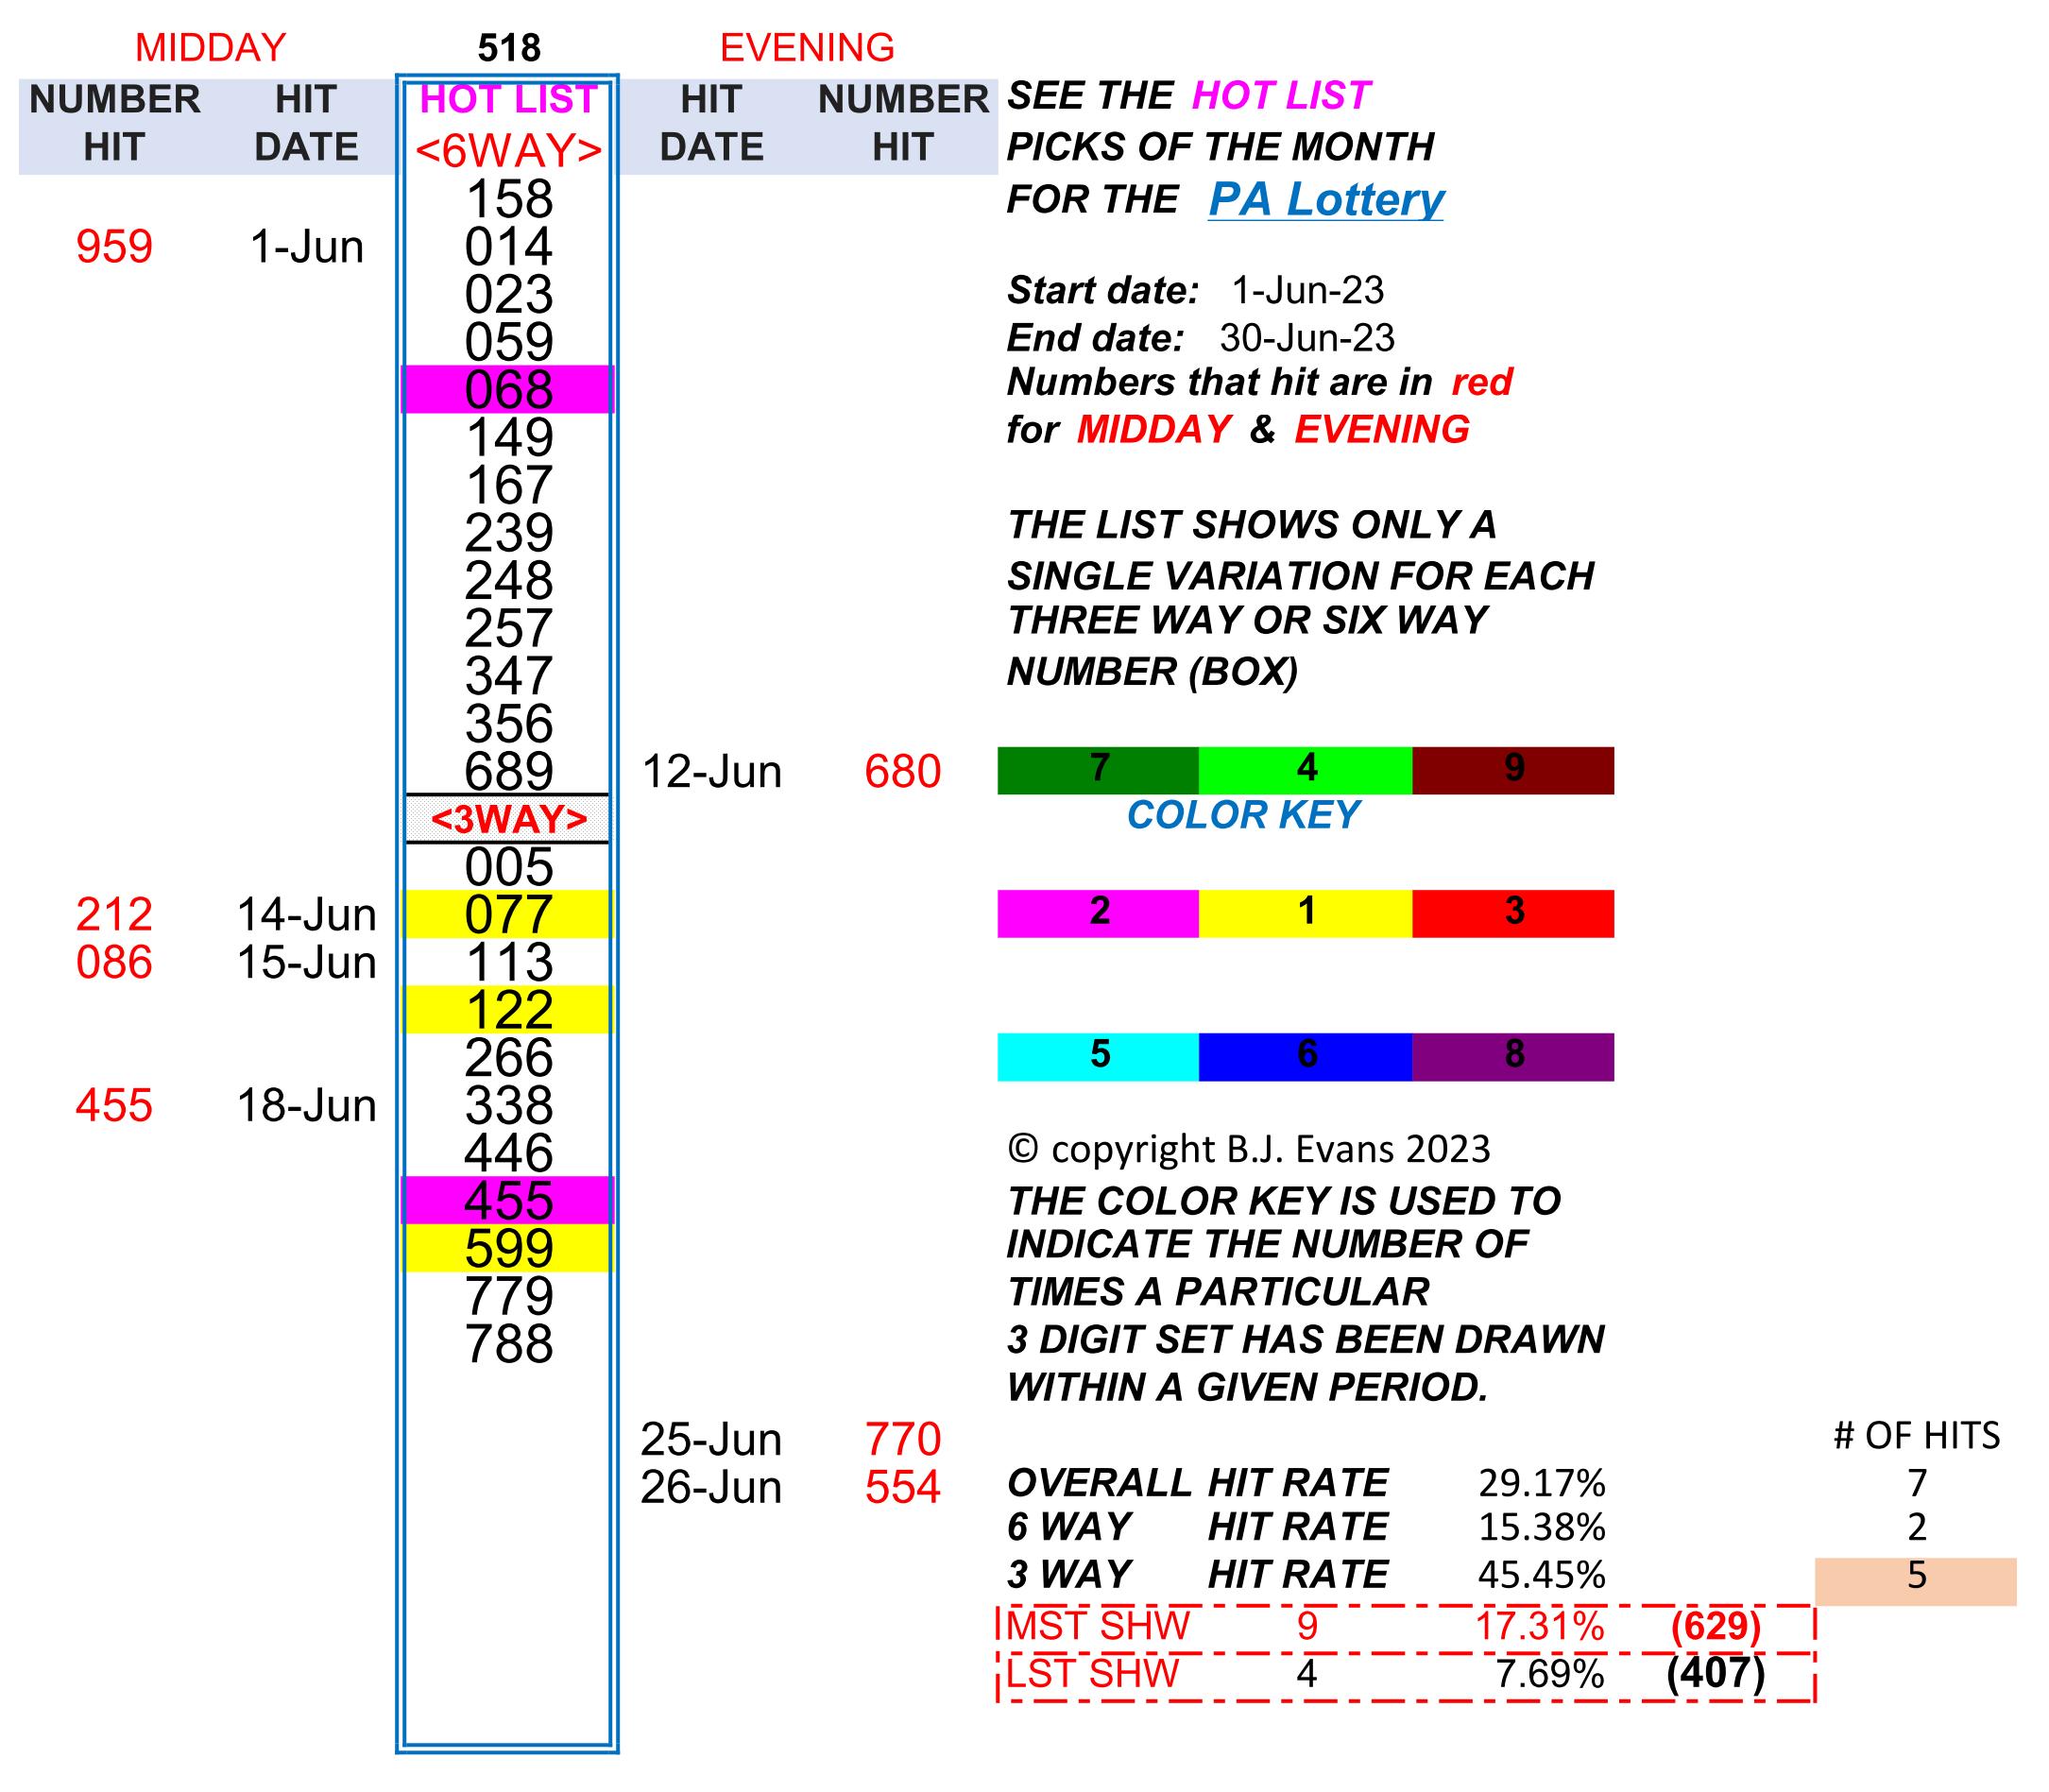 MIDDAY 518 EVENING
NUMBER HIT HOT LIST HIT NUMBER
HIT DATE <6WAY> DATE HIT
158
959 1-Jun 014
023
059
068
149
167
239
248
257
347
356
689 12-Jun 680
<3WAY>
005
212 14-Jun 077
086 15-Jun 113
122
266
455 18-Jun 338
446
455
599
779
788
25-Jun 770
26-Jun 554
SEE THE HOT LIST
PICKS OF THE MONTH
FOR THE PA Lottery
Start date: 1-Jun-23
End date: 30-Jun-23
Numbers that hit are in red
for MIDDAY & EVENING
THE LIST SHOWS ONLY A
SINGLE VARIATION FOR EACH
THREE WAY OR SIX WAY
NUMBER (BOX)
7 4 9
COLOR KEY
2 1 3
5 6 8
© copyright B.J. Evans 2023
THE COLOR KEY IS USED TO
INDICATE THE NUMBER OF
TIMES A PARTICULAR
3 DIGIT SET HAS BEEN DRAWN
WITHIN A GIVEN PERIOD.
# OF HITS
OVERALL HIT RATE 29.17% 7
6 WAY HIT RATE 15.38% 2
3 WAY HIT RATE 45.45% 5
MST SHW 9 17.31% (629)
LST SHW 4 7.69% (407)